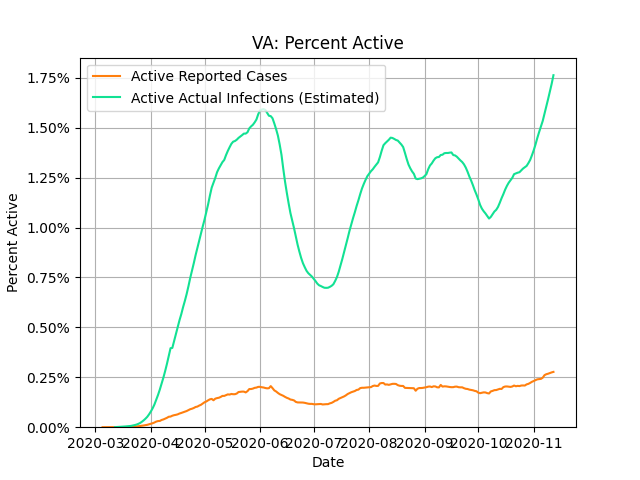 VA: Percent Active
Active Reported Cases
Active Actual Infections (Estimated)
Percent Active
1.75%
1.50%
1.25%
1.00%
0.75%
0.50%
0.25%
0.00%
2020-03 2020-04 2020-05 2020-06 2020-07 2020-08 2020-09 2020-10 2020-11
Date